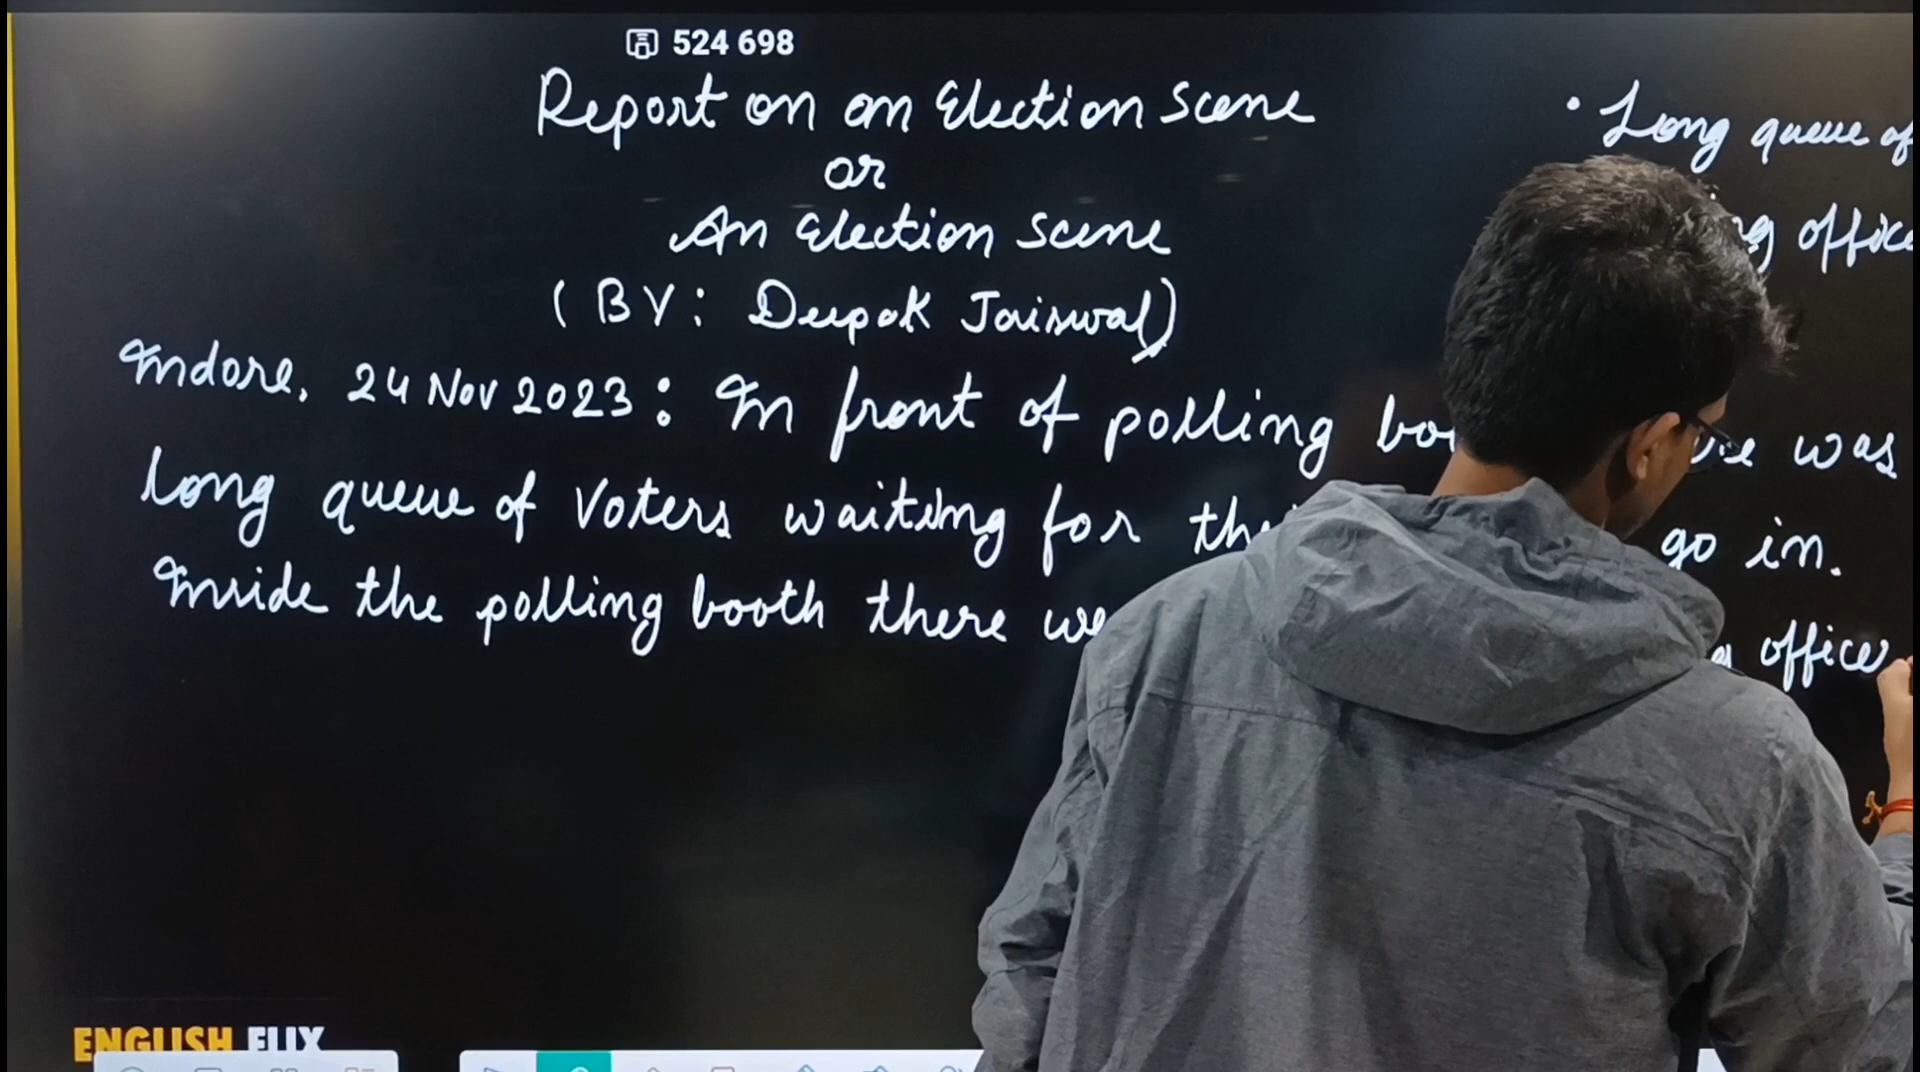 524 698
Report on an Election Scene
or
An Election Scene
(BY: Deepak Jaiswal)
Indore, 24 Nov 2023: In front of polling was
long queue of voters waiting for go in.
Inside the polling booth there office
• Long queue of
office
ENGLISH FLIX